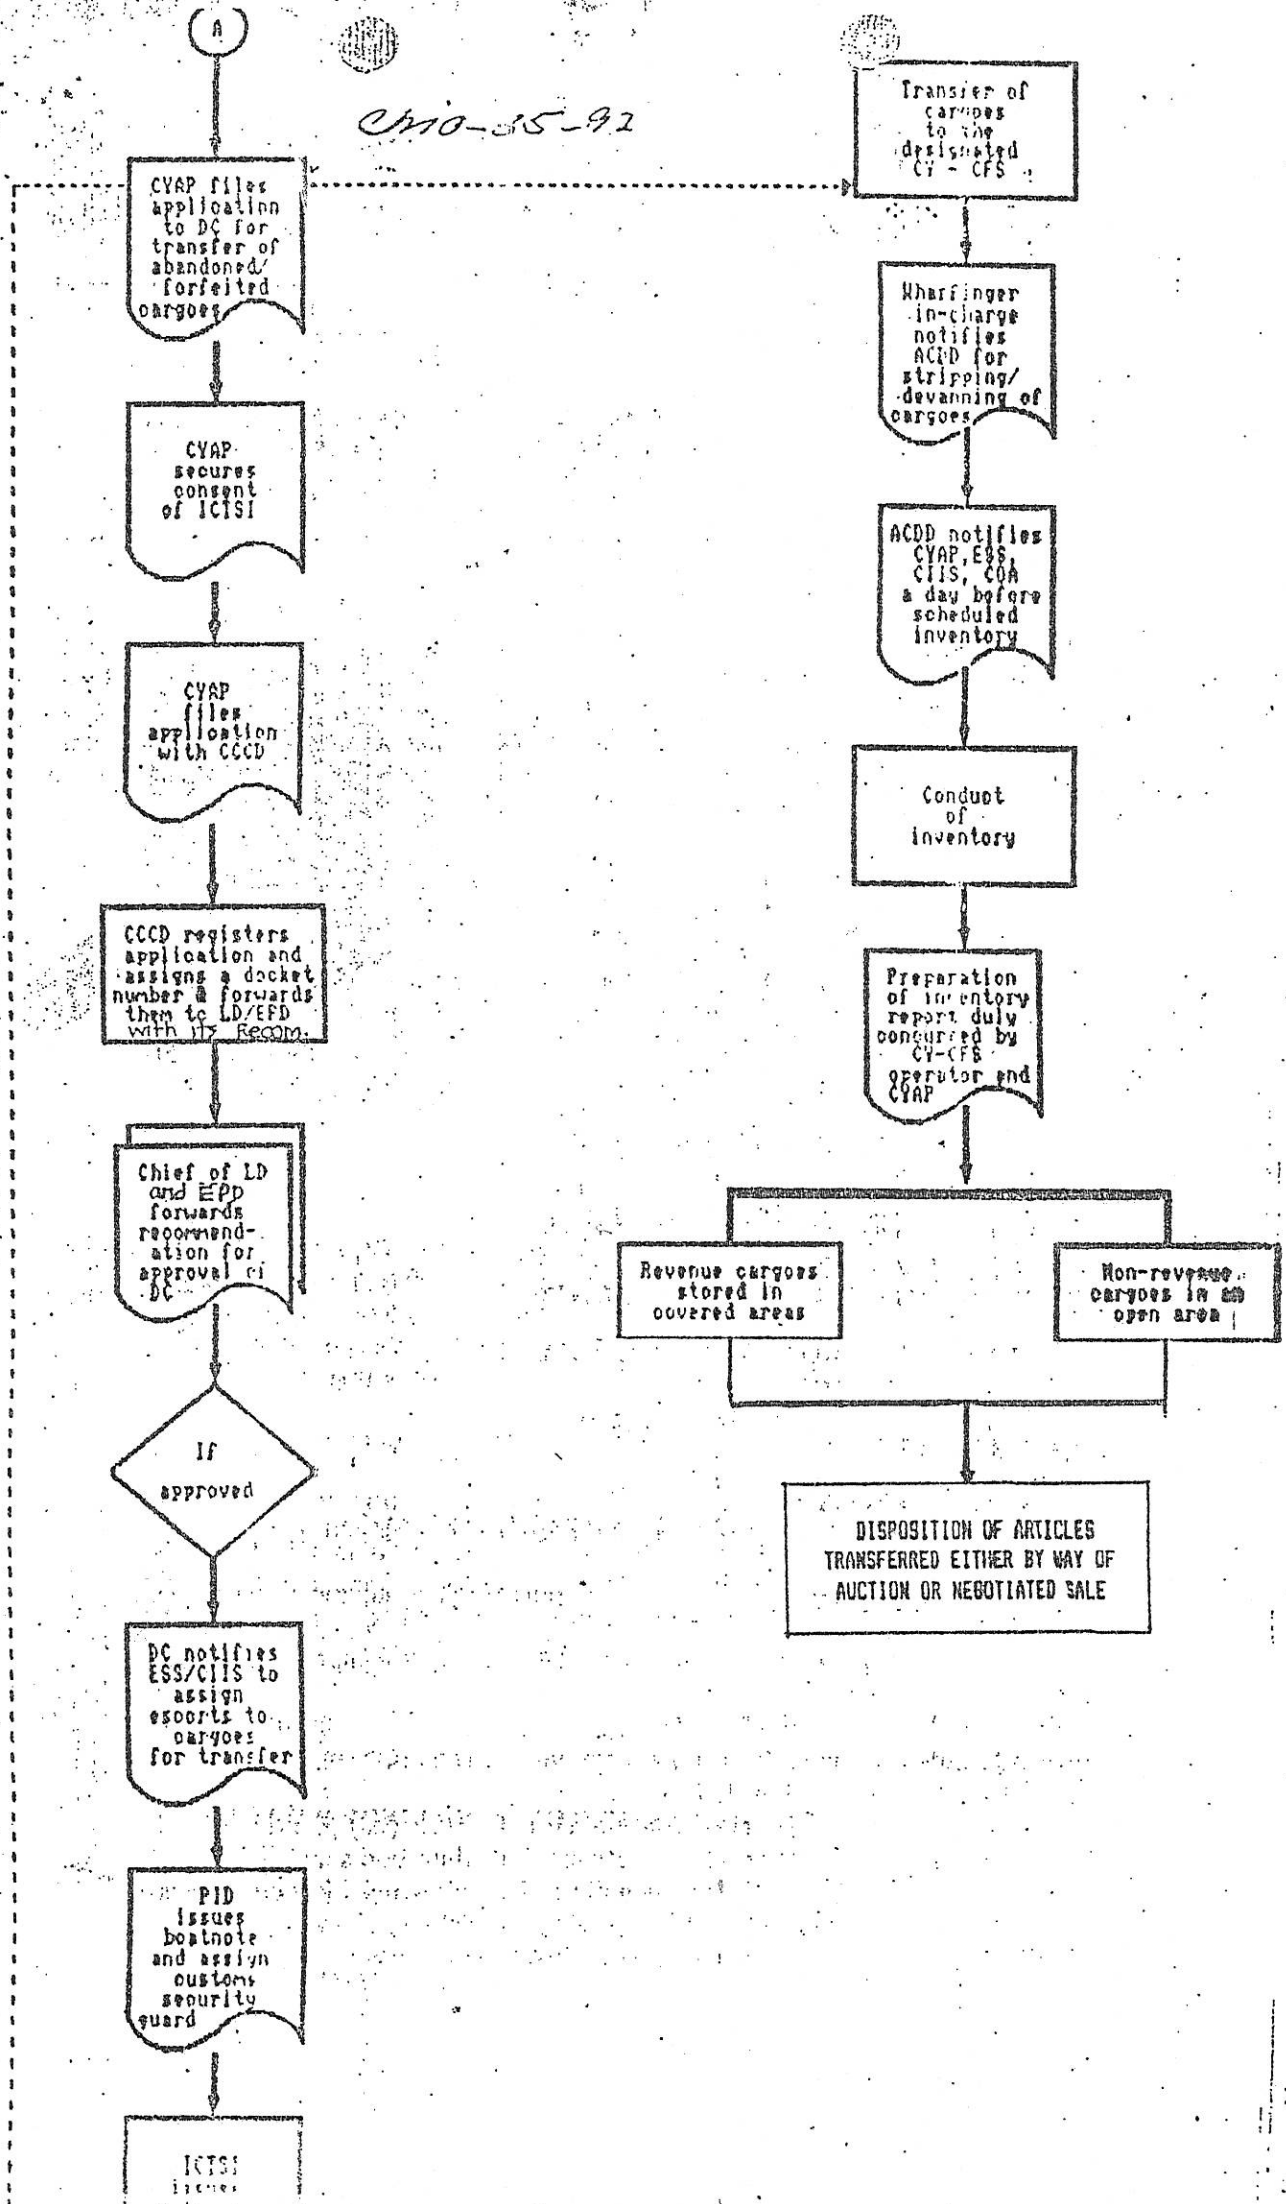 A
CYAP files
application
to DC for
transfer of
abandoned/
forfeited
cargoes
CYAP
secures
consent
of ICTSI
CYAP
files
application
with CCCD
CCCD registers
application and
assigns a docket
number & forwards
them to LD/EPD
with its Recom.
Chief of LD
and EPD
forwards
recommend-
ation for
approval of
DC
If
approved
DC notifies
ESS/CIIS to
assign
escorts to
cargoes
for transfer
PID
issues
boatnote
and assign
customs
security
guard
ICTSI
issues
Transfer of
cargoes
to the
designated
CY - CFS
Wharfinger
in-charge
notifies
ACDD for
stripping/
devanning of
cargoes
ACDD notifies
CYAP, ESS,
CIIS, COA
a day before
scheduled
inventory
Conduct
of
inventory
Preparation
of inventory
report duly
concurred by
CY-CFS
operator and
CYAP
Revenue cargoes
stored in
covered areas
Non-revenue
cargoes in an
open area
DISPOSITION OF ARTICLES
TRANSFERRED EITHER BY WAY OF
AUCTION OR NEGOTIATED SALE